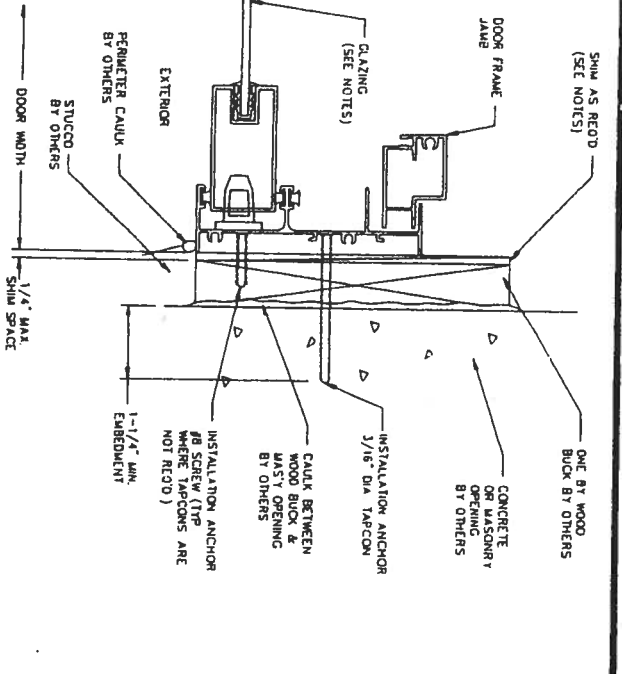 SHIM AS REQ'D
(SEE NOTES)
ONE BY WOOD
BUCK BY OTHERS
DOOR FRAME
JAMB
CONCRETE
OR MASONRY
OPENING
BY OTHERS
GLAZING
(SEE NOTES)
INSTALLATION ANCHOR
3/16" DIA TAPCON
CAULK BETWEEN
WOOD BUCK &
MAS'Y OPENING
BY OTHERS
INSTALLATION ANCHOR
#8 SCREW (TYP
WHERE TAPCONS ARE
NOT REQ'D )
EXTERIOR
PERIMETER CAULK
BY OTHERS
STUCCO
BY OTHERS
1-1/4" MIN.
EMBEDMENT
DOOR WIDTH
1/4" MAX.
SHIM SPACE